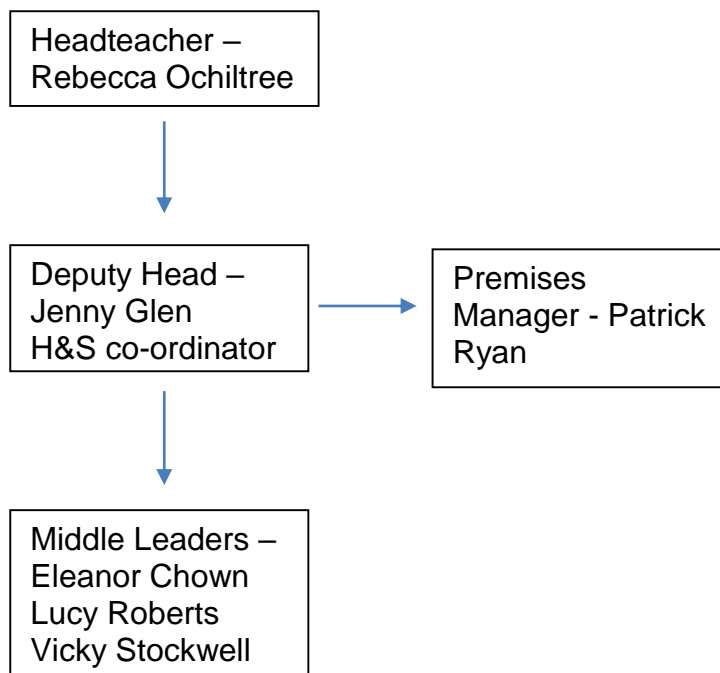 Headteacher –
Rebecca Ochiltree
Deputy Head –
Jenny Glen
H&S co-ordinator
Premises
Manager - Patrick
Ryan
Middle Leaders –
Eleanor Chown
Lucy Roberts
Vicky Stockwell